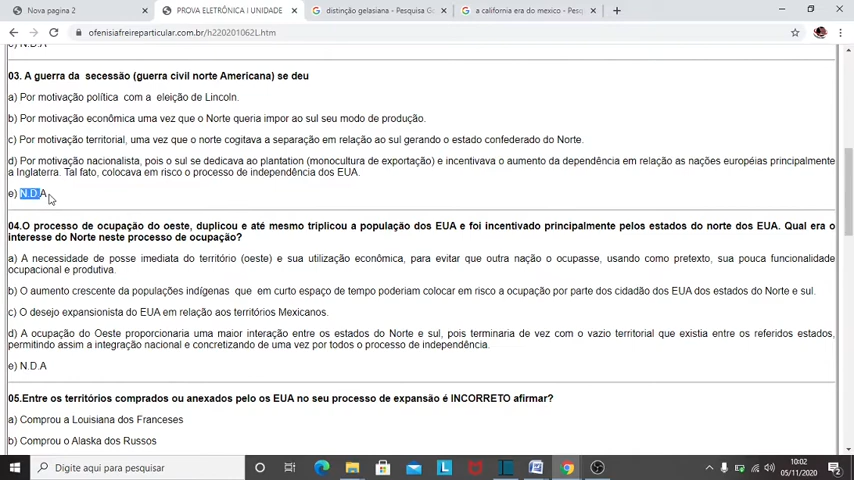 Nova pagina 2
PROVA ELETRÔNICA I UNIDADE
distinção gelasiana - Pesquisa G
a california era do mexico - Pesq
ofenisiafreireparticular.com.br/h220201062C.htm
e) N.D.A
03. A guerra da secessão (guerra civil norte Americana) se deu
a) Por motivação política com a eleição de Lincoln.
b) Por motivação econômica uma vez que o Norte queria impor ao sul seu modo de produção.
c) Por motivação territorial, uma vez que o norte cogitava a separação em relação ao sul gerando o estado confederado do Norte.
d) Por motivação nacionalista, pois o sul se dedicava ao plantation (monocultura de exportação) e incentivava o aumento da dependência em relação as nações européias principalmente
a Inglaterra. Tal fato, colocava em risco o processo de independência dos EUA.
e) N.D.A
04.O processo de ocupação do oeste, duplicou e até mesmo triplicou a população dos EUA e foi incentivado principalmente pelos estados do norte dos EUA. Qual era o
interesse do Norte neste processo de ocupação?
a) A necessidade de posse imediata do território (oeste) e sua utilização econômica, para evitar que outra nação o ocupasse, usando como pretexto, sua pouca funcionalidade
ocupacional e produtiva.
b) O aumento crescente da populações indígenas que em curto espaço de tempo poderiam colocar em risco a ocupação por parte dos cidadão dos EUA dos estados do Norte e sul.
c) O desejo expansionista do EUA em relação aos territórios Mexicanos.
d) A ocupação do Oeste proporcionaria uma maior interação entre os estados do Norte e sul, pois terminaria de vez com o vazio territorial que existia entre os referidos estados,
permitindo assim a integração nacional e concretizando de uma vez por todos o processo de independência.
e) N.D.A
05.Entre os territórios comprados ou anexados pelo os EUA no seu processo de expansão é INCORRETO afirmar?
a) Comprou a Louisiana dos Franceses
b) Comprou o Alaska dos Russos
Digite aqui para pesquisar
10:02
05/11/2020
2